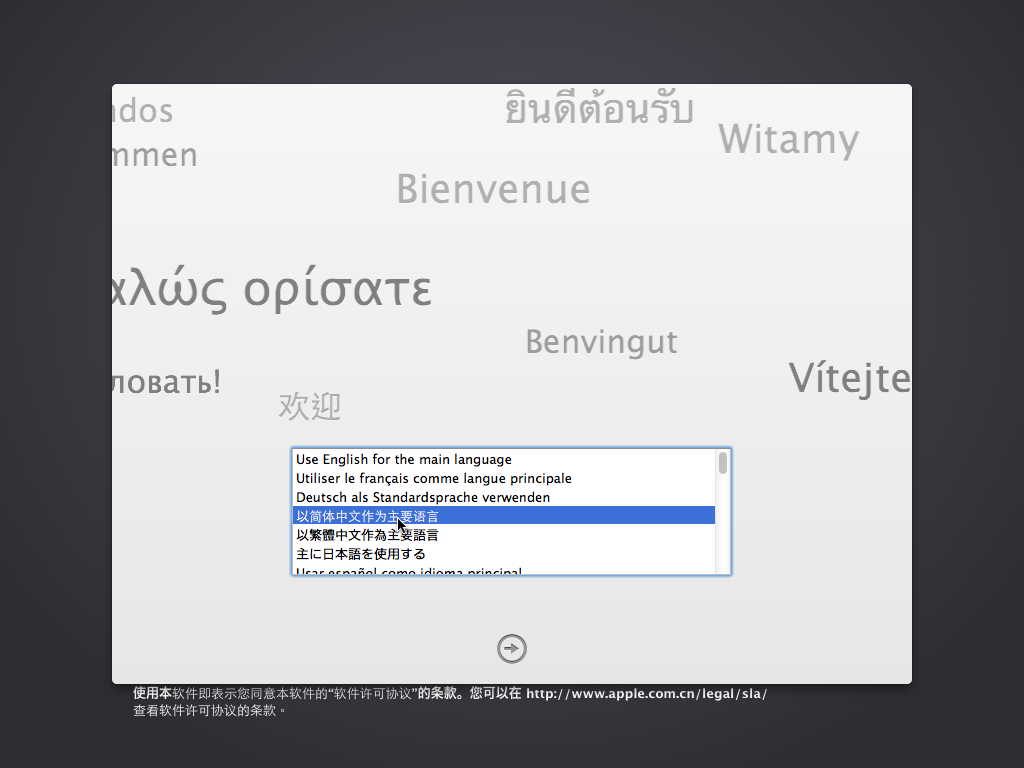 ndos
ยินดีต้อนรับ
Witamy
mmen
Bienvenue
αλώς ορίσατε
Benvingut
Vítejte
ловать!
欢迎
Use English for the main language
Utiliser le français comme langue principale
Deutsch als Standardsprache verwenden
以简体中文作为主要语言
以繁體中文作為主要語言
主に日本語を使用する
Usar español como idioma principal
使用本软件即表示您同意本软件的“软件许可协议”的条款。您可以在 http://www.apple.com.cn/legal/sla/
查看软件许可协议的条款。